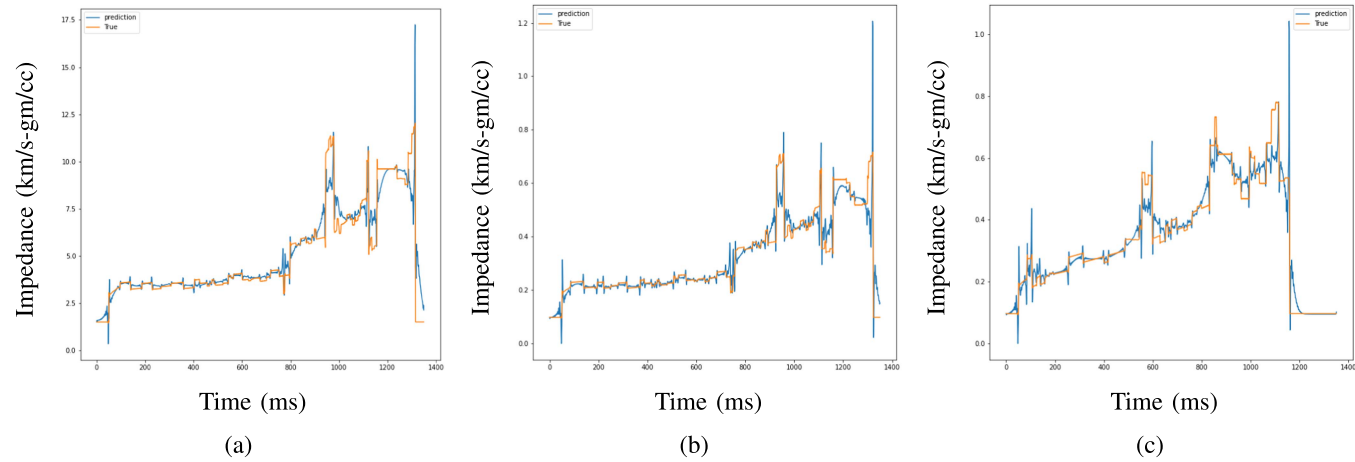 prediction
True
17.5
15.0
12.5
10.0
7.5
5.0
2.5
0.0
0 200 400 600 800 1000 1200 1400
Impedance (km/s-gm/cc)
Time (ms)
(a)
prediction
True
1.2
1.0
0.8
0.6
0.4
0.2
0.0
0 200 400 600 800 1000 1200 1400
Impedance (km/s-gm/cc)
Time (ms)
(b)
prediction
True
1.0
0.8
0.6
0.4
0.2
0.0
0 200 400 600 800 1000 1200 1400
Impedance (km/s-gm/cc)
Time (ms)
(c)